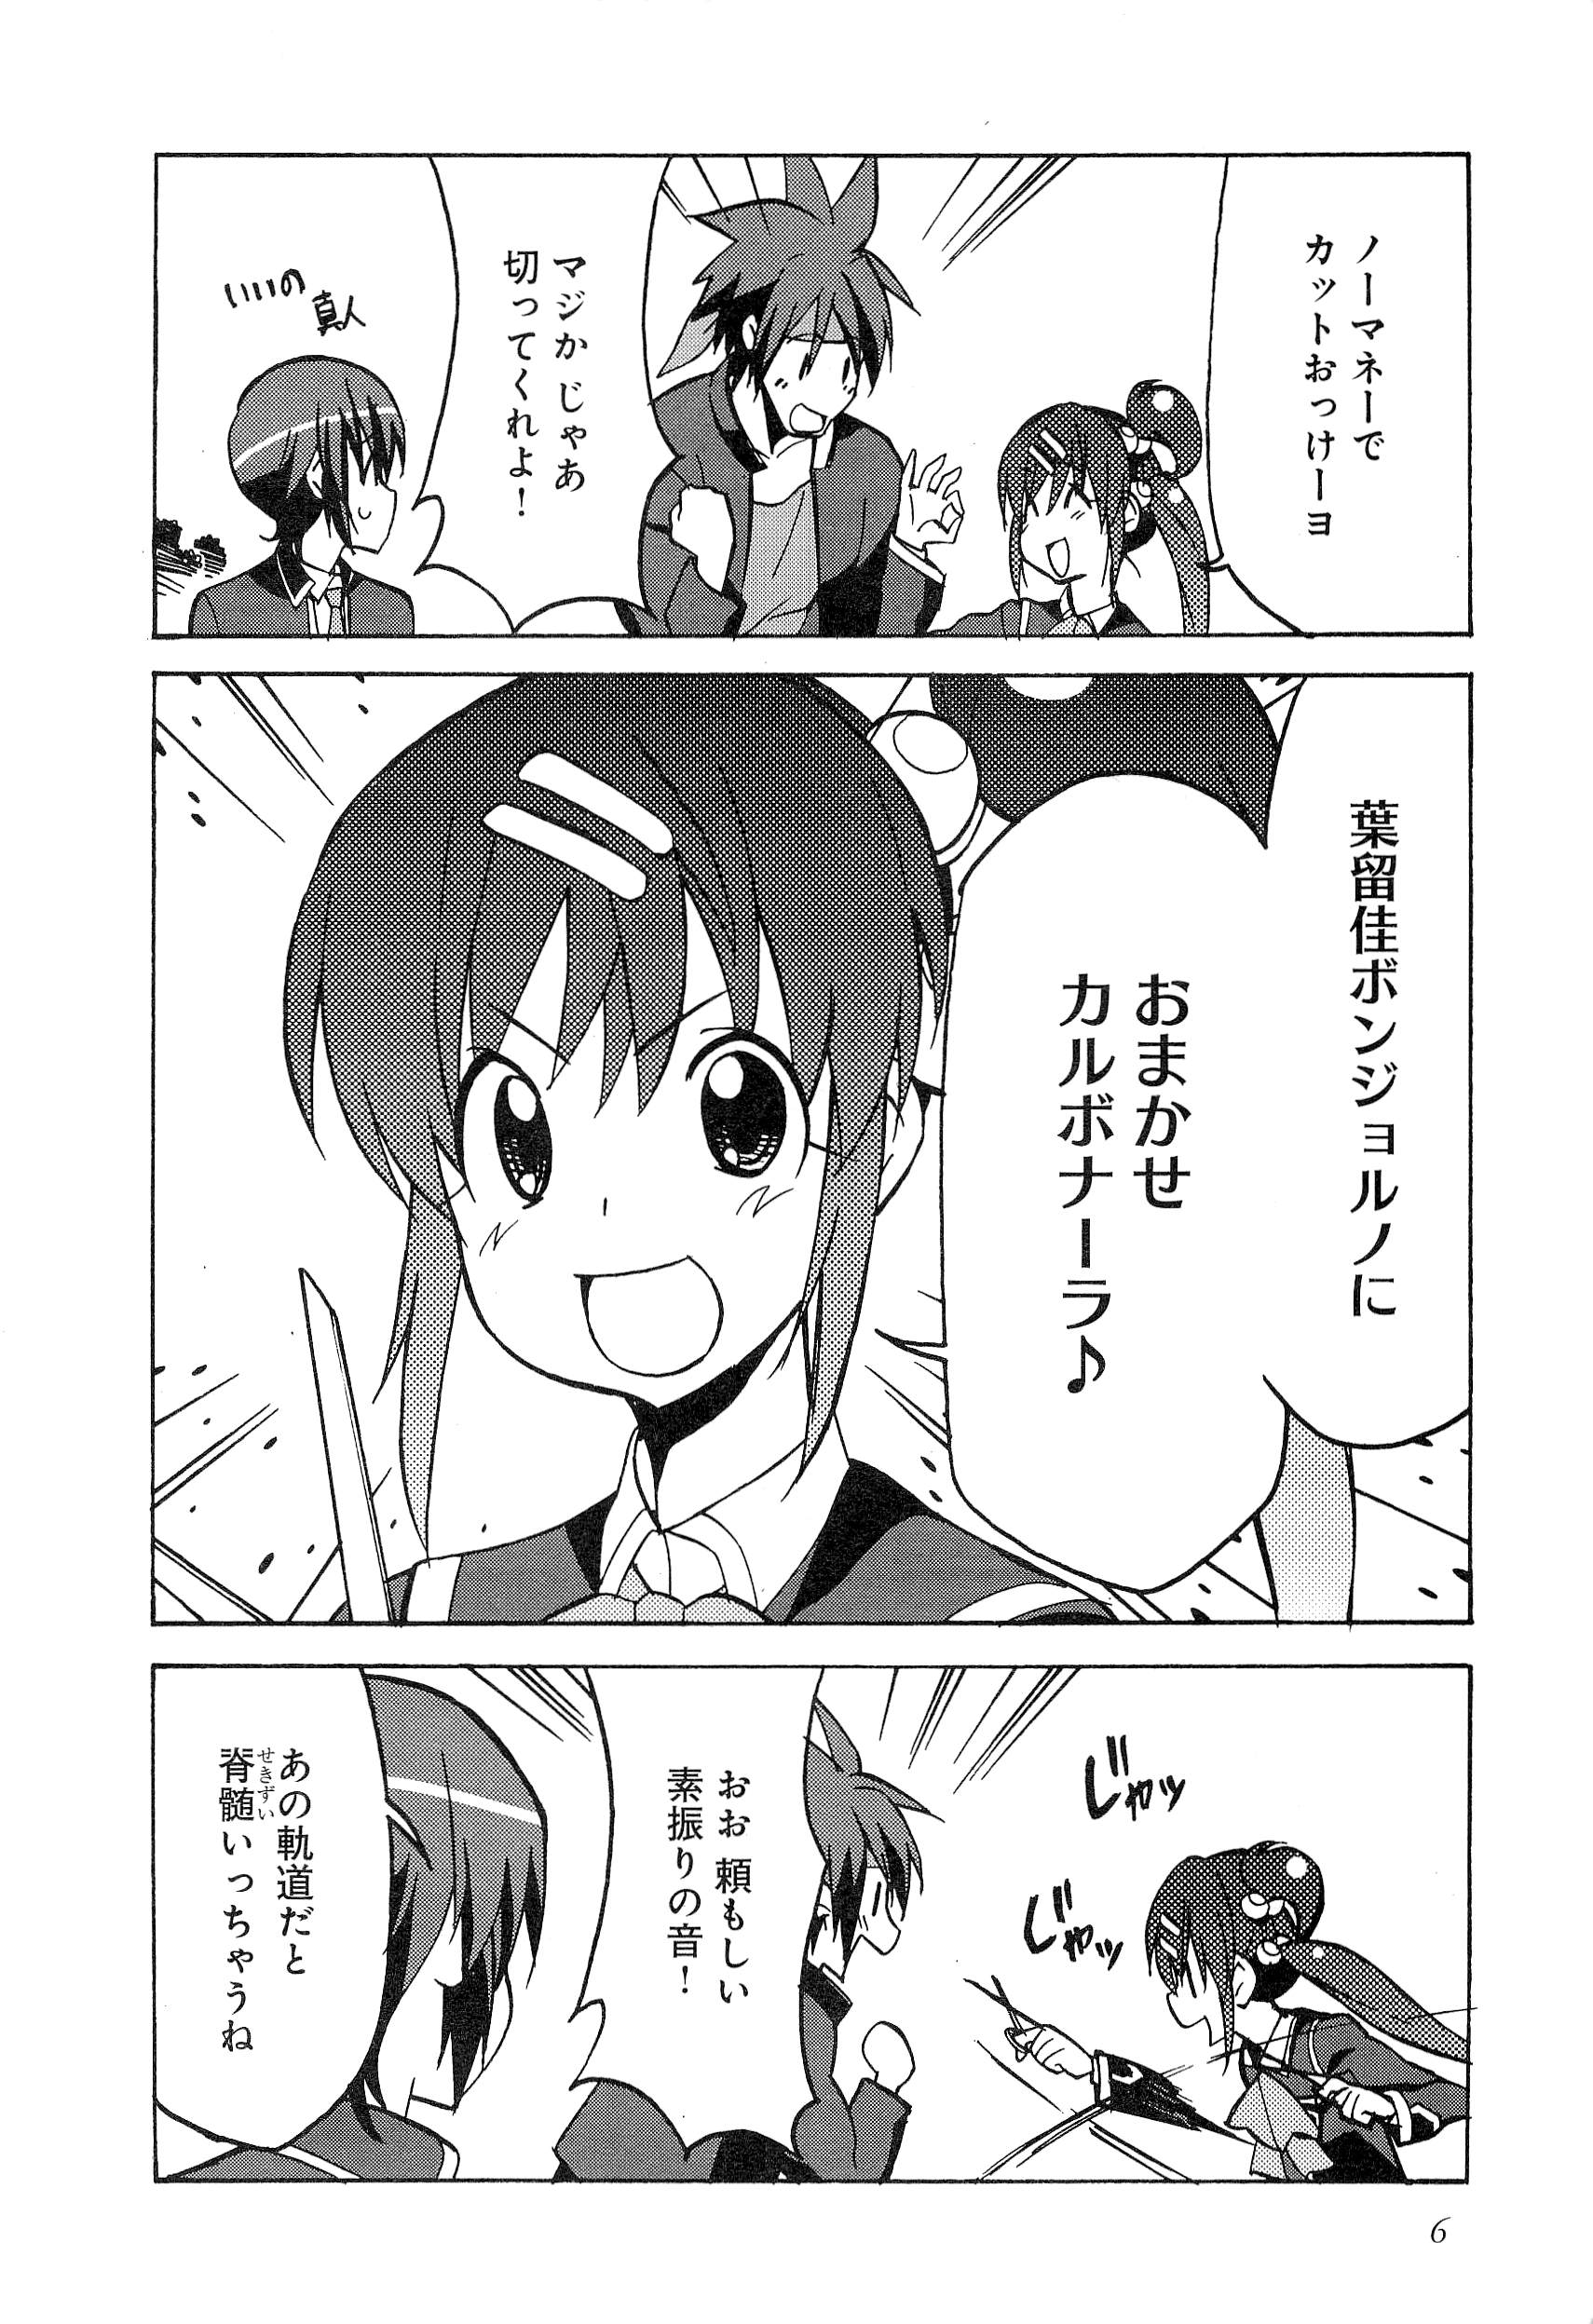 ノーマネーで
カットおっけーヨ
マジか じゃあ
切ってくれよ！
いいの
真人
葉留佳ボンジョルノに
おまかせ
カルボナーラ♪
じゃッ
じゃッ
おお 頼もしい
素振りの音！
あの軌道だと
脊髄いっちゃうね
せきずい
6